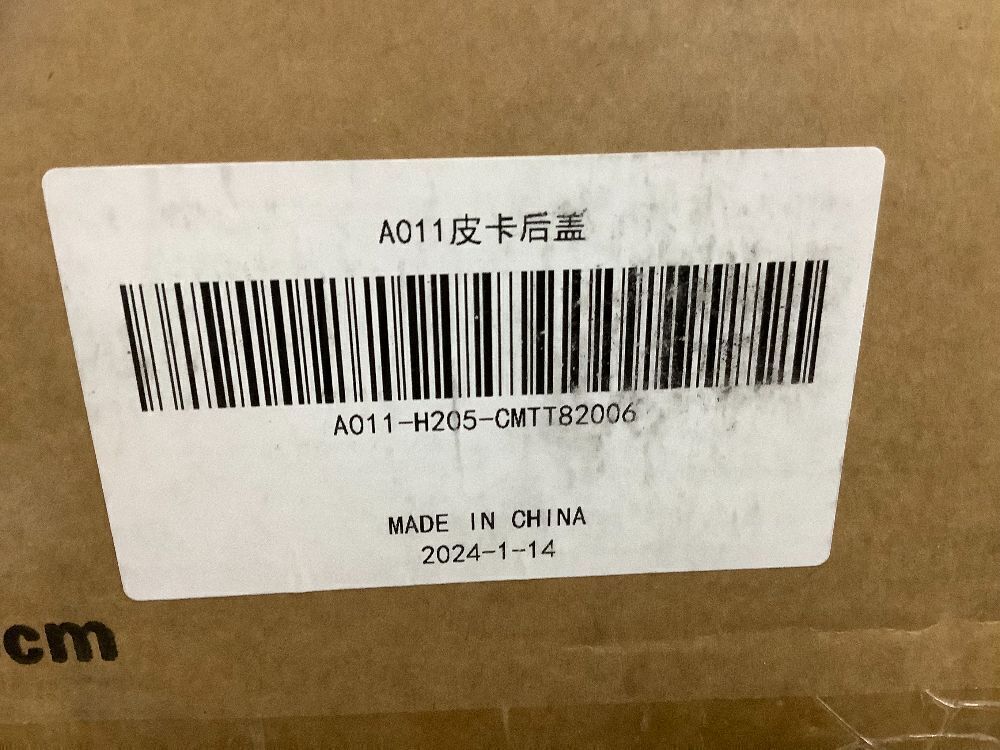 A011皮卡后盖
A011-H205-CMTT82006
MADE IN CHINA
2024-1-14
cm